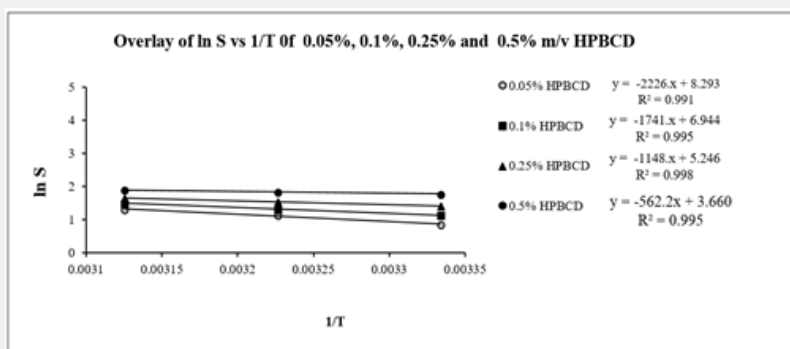 Overlay of ln S vs 1/T 0f 0.05%, 0.1%, 0.25% and 0.5% m/v HPBCD
5
4
3
2
1
0
ln S
0.0031
0.00315
0.0032
0.00325
0.0033
0.00335
1/T
0.05% HPBCD y = -2226.x + 8.293
R² = 0.991
0.1% HPBCD y = -1741.x + 6.944
R² = 0.995
0.25% HPBCD y = -1148.x + 5.246
R² = 0.998
0.5% HPBCD y = -562.2x + 3.660
R² = 0.995